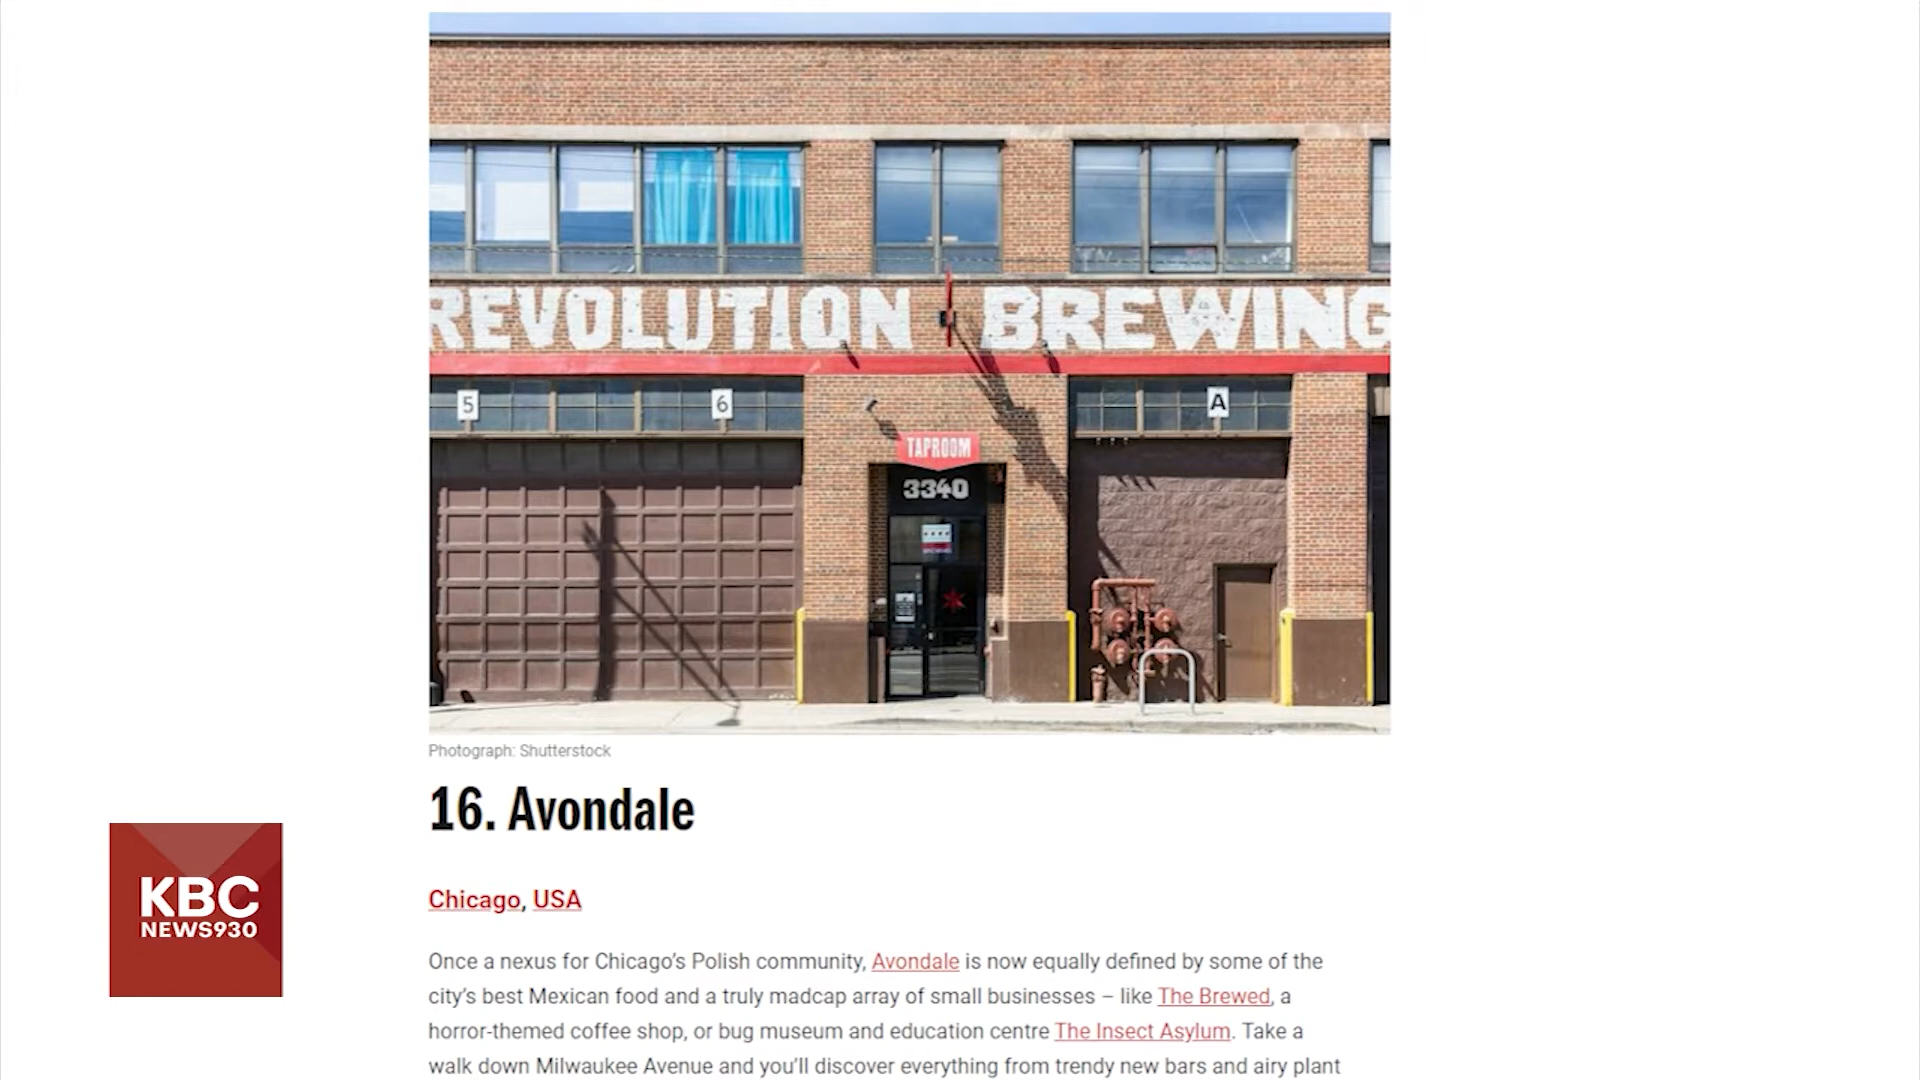 REVOLUTION BREWING
5
6
A
TAPROOM
3340
Photograph: Shutterstock
16. Avondale
Chicago, USA
KBC
NEWS930
Once a nexus for Chicago’s Polish community, Avondale is now equally defined by some of the
city’s best Mexican food and a truly madcap array of small businesses – like The Brewed, a
horror-themed coffee shop, or bug museum and education centre The Insect Asylum. Take a
walk down Milwaukee Avenue and you’ll discover everything from trendy new bars and airy plant